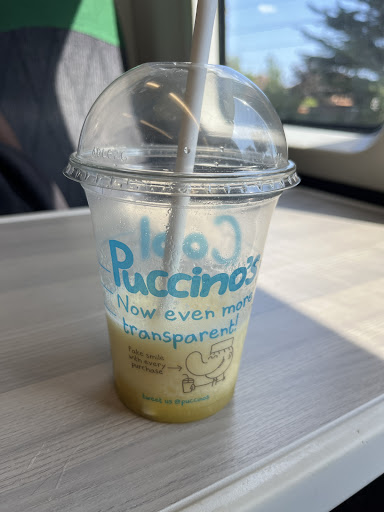 Cool
Puccino's
Now even more
transparent!
Fake smile
with every
purchase